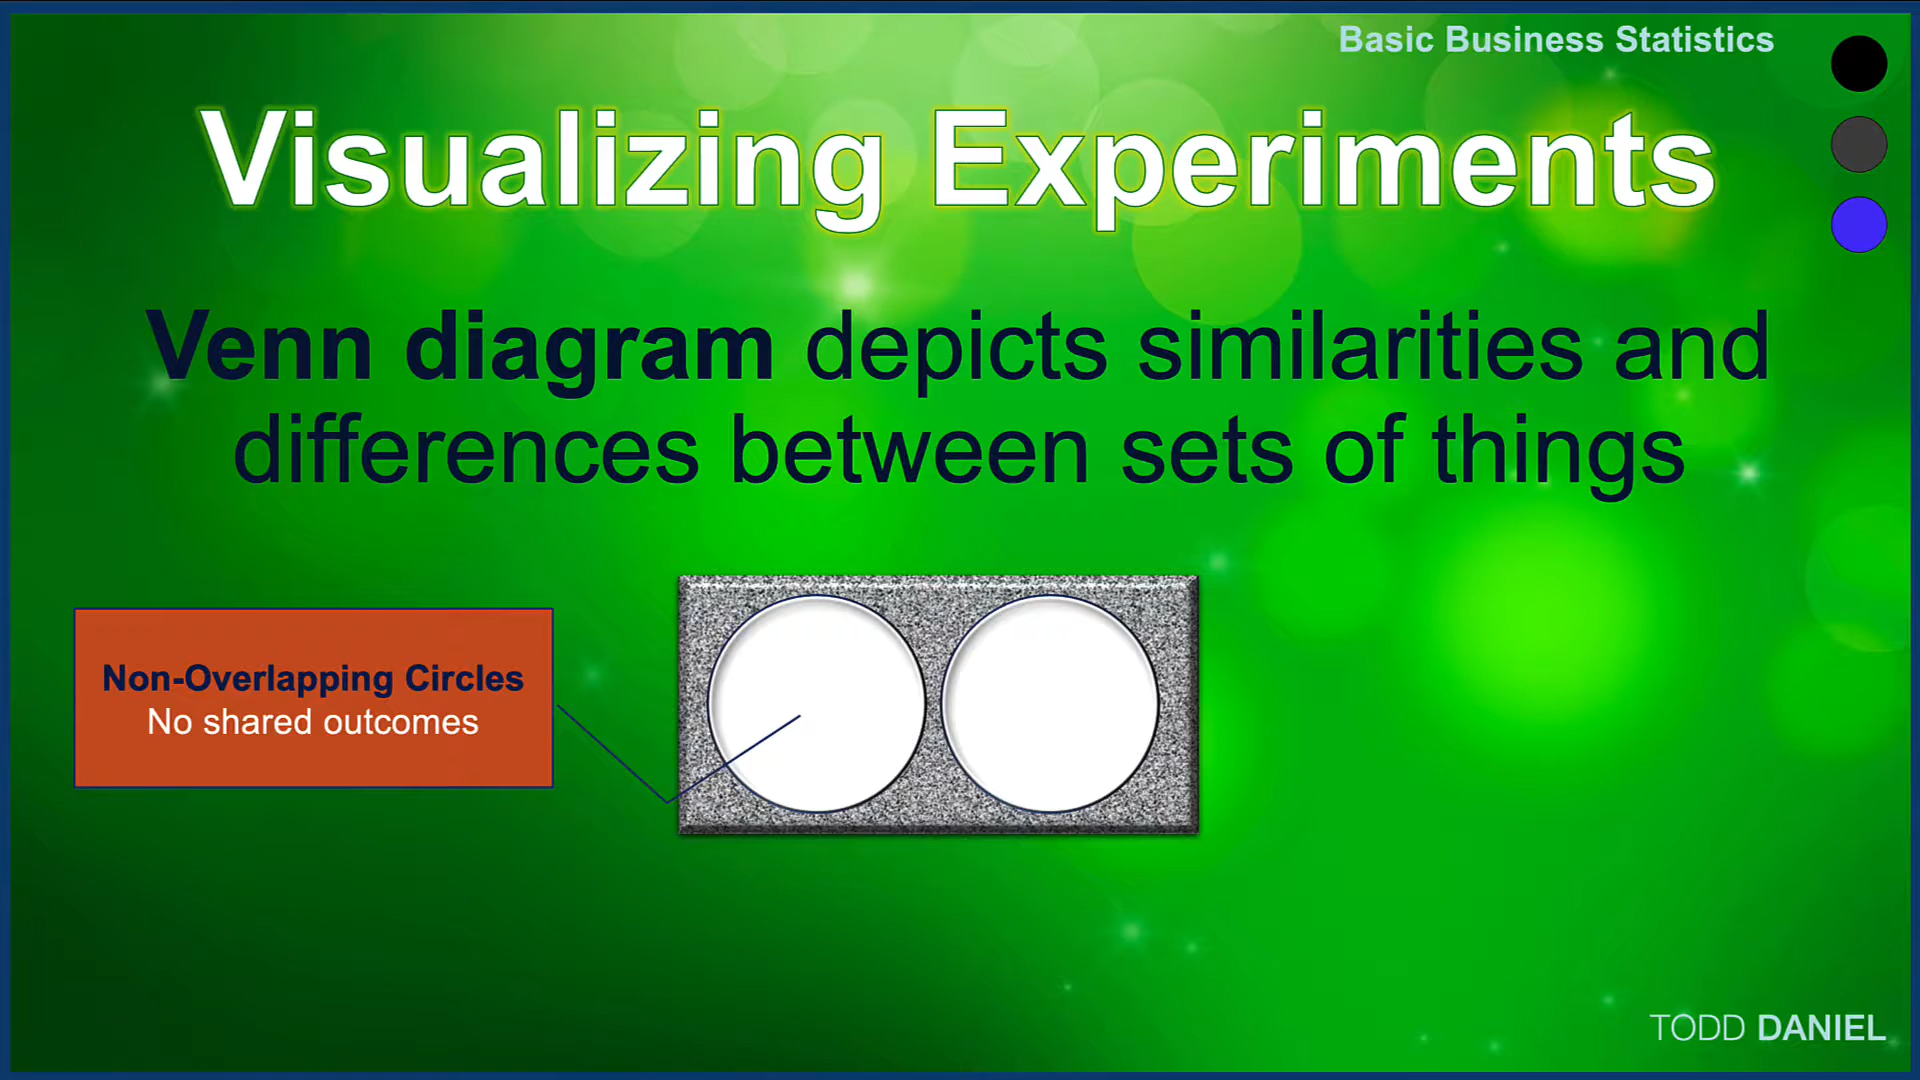 Basic Business Statistics
Visualizing Experiments
Venn diagram depicts similarities and
differences between sets of things
Non-Overlapping Circles
No shared outcomes
TODD DANIEL